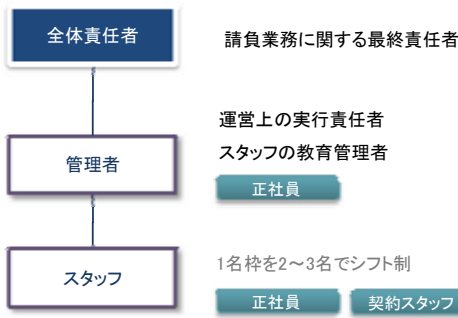 全体責任者
請負業務に関する最終責任者
運営上の実行責任者
スタッフの教育管理者
管理者
正社員
1名枠を2～3名でシフト制
スタッフ
正社員
契約スタッフ